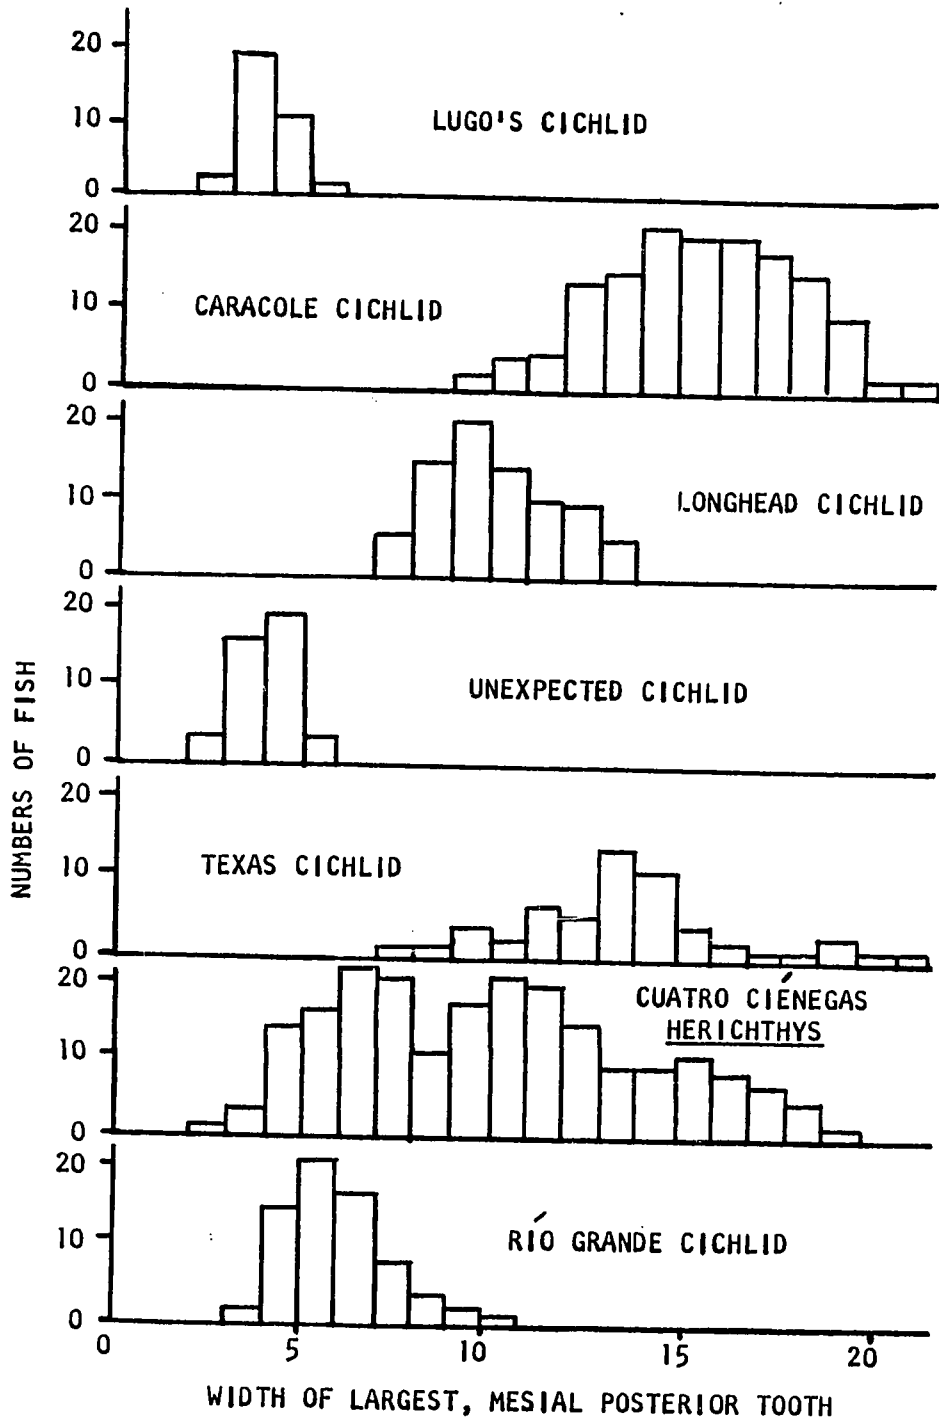 20
10
0
LUGO'S CICHLID
20
10
0
CARACOLE CICHLID
20
10
0
LONGHEAD CICHLID
20
10
0
UNEXPECTED CICHLID
NUMBERS OF FISH
20
10
0
TEXAS CICHLID
20
10
0
CUATRO CIÉNEGAS
HERICHTHYS
20
10
0
RÍO GRANDE CICHLID
0 5 10 15 20
WIDTH OF LARGEST, MESIAL POSTERIOR TOOTH